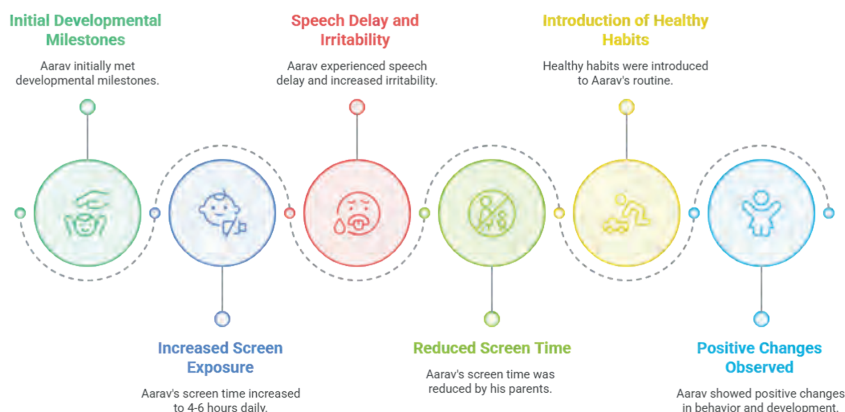 Initial Developmental
Milestones
Aarav initially met
developmental milestones.
Speech Delay and
Irritability
Aarav experienced speech
delay and increased irritability.
Introduction of Healthy
Habits
Healthy habits were introduced
to Aarav's routine.
Increased Screen
Exposure
Aarav's screen time increased
to 4-6 hours daily.
Reduced Screen Time
Aarav's screen time was
reduced by his parents.
Positive Changes
Observed
Aarav showed positive changes
in behavior and development.